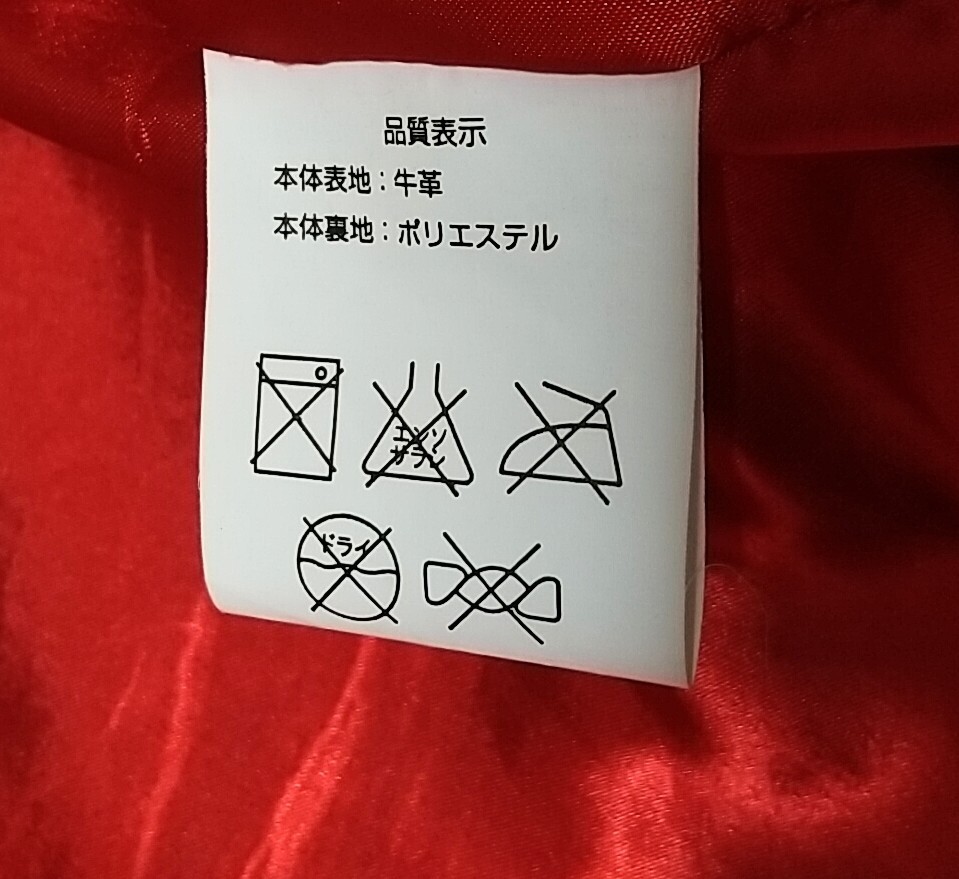 品質表示
本体表地：牛革
本体裏地：ポリエステル
エンソ
サラシ
ドライ